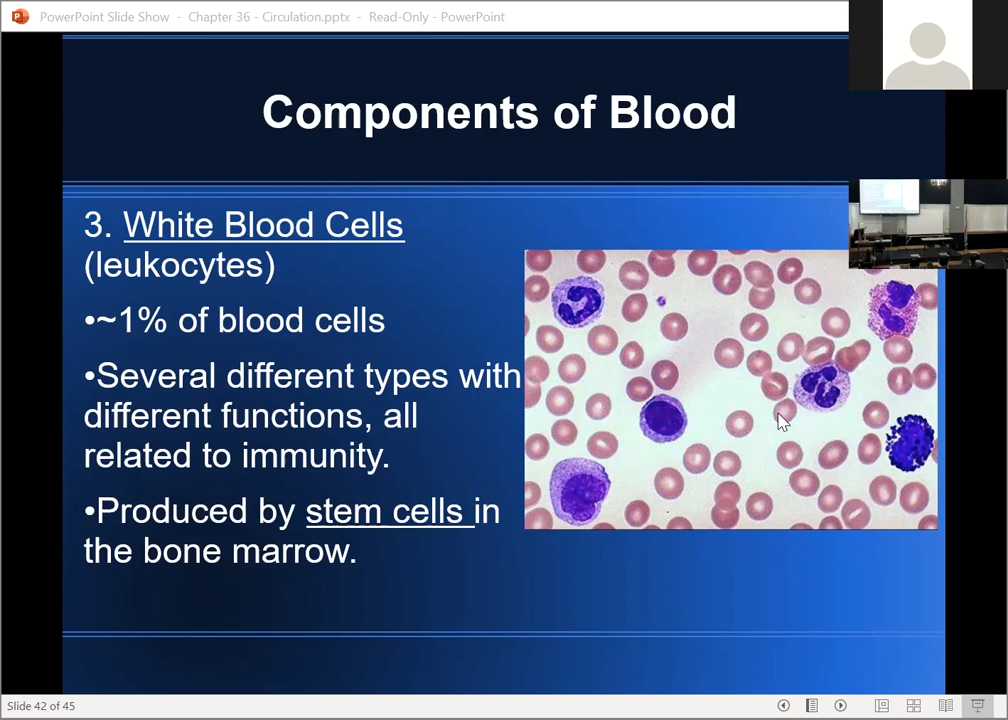 PowerPoint Slide Show - Chapter 36 - Circulation.pptx - Read-Only - PowerPoint
Components of Blood
3. White Blood Cells
(leukocytes)
•~1% of blood cells
•Several different types with
different functions, all
related to immunity.
•Produced by stem cells in
the bone marrow.
Slide 42 of 45